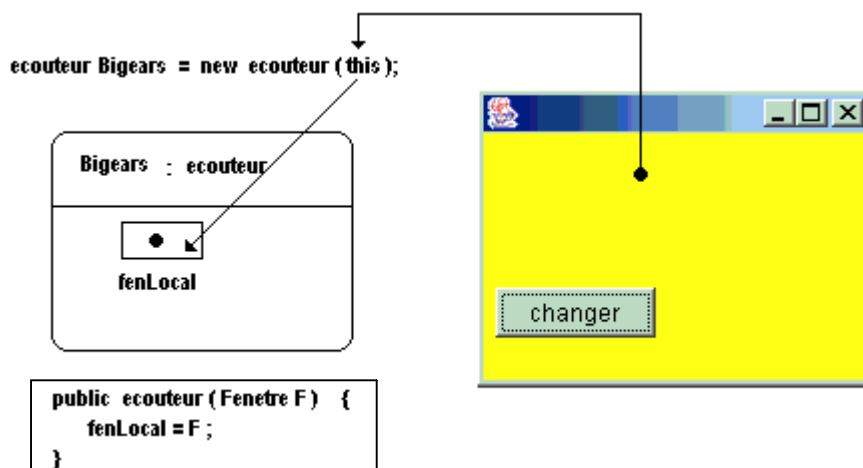 ecouteur Bigears = new ecouteur ( this );
Bigears : ecouteur
fenLocal
changer
public ecouteur ( Fenetre F ) {
fenLocal = F ;
}